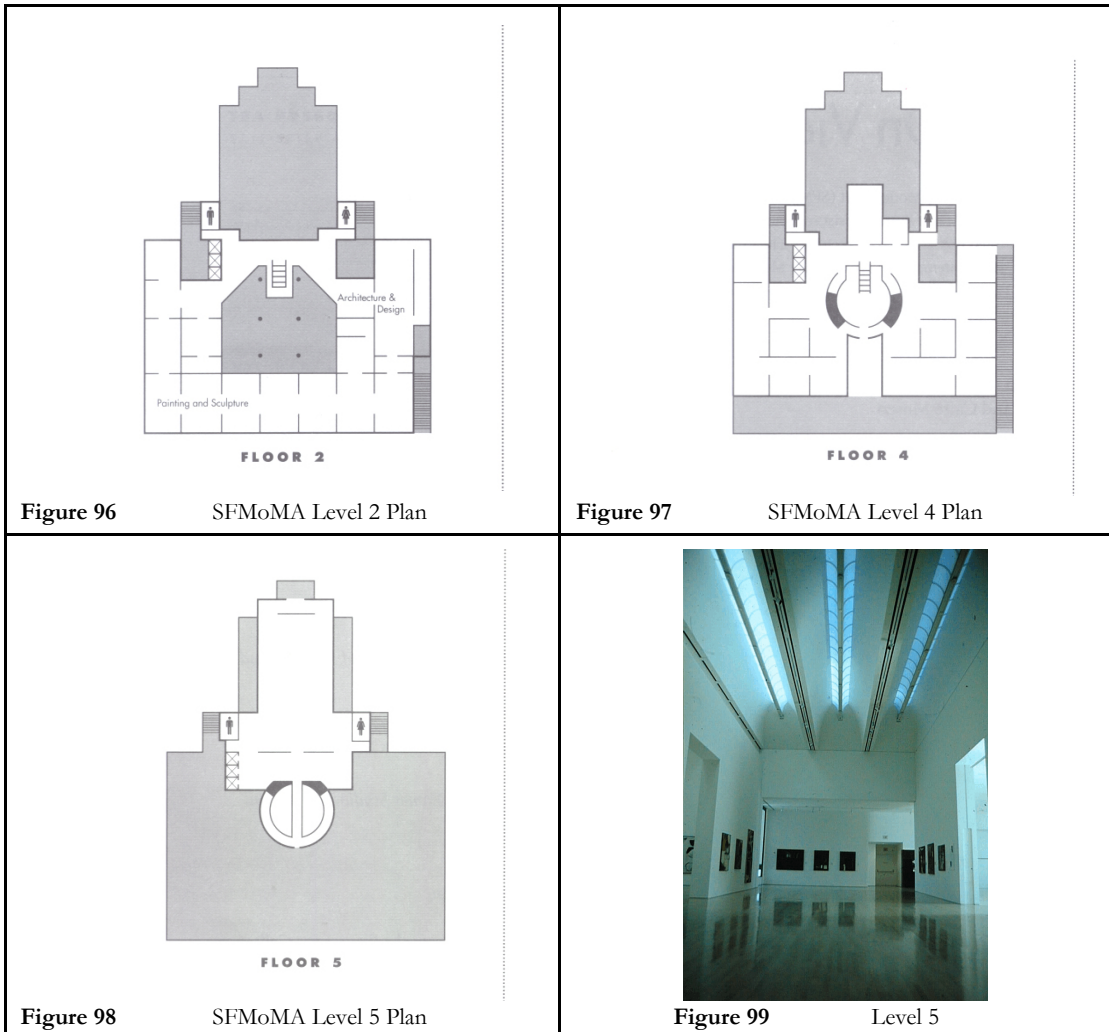 Architecture &
Design
Painting and Sculpture
FLOOR 2
Figure 96 SFMoMA Level 2 Plan
FLOOR 4
Figure 97 SFMoMA Level 4 Plan
FLOOR 5
Figure 98 SFMoMA Level 5 Plan
Figure 99 Level 5